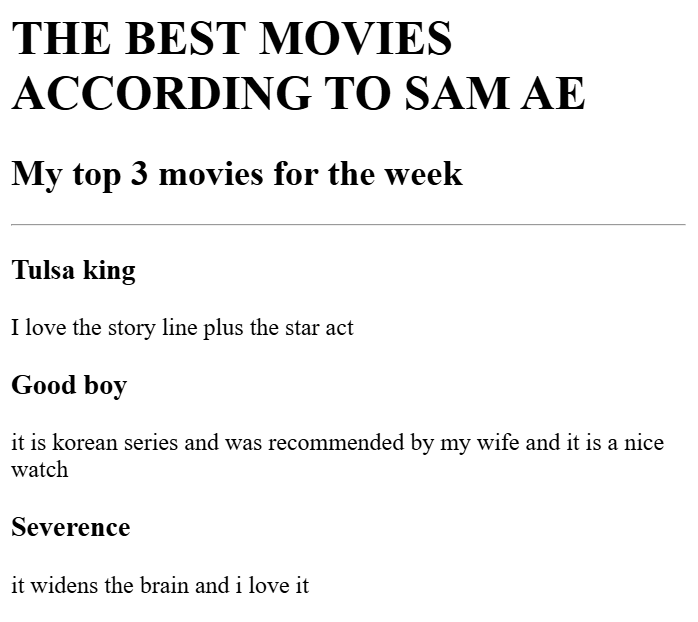 THE BEST MOVIES
ACCORDING TO SAM AE
My top 3 movies for the week
Tulsa king
I love the story line plus the star act
Good boy
it is korean series and was recommended by my wife and it is a nice
watch
Severence
it widens the brain and i love it